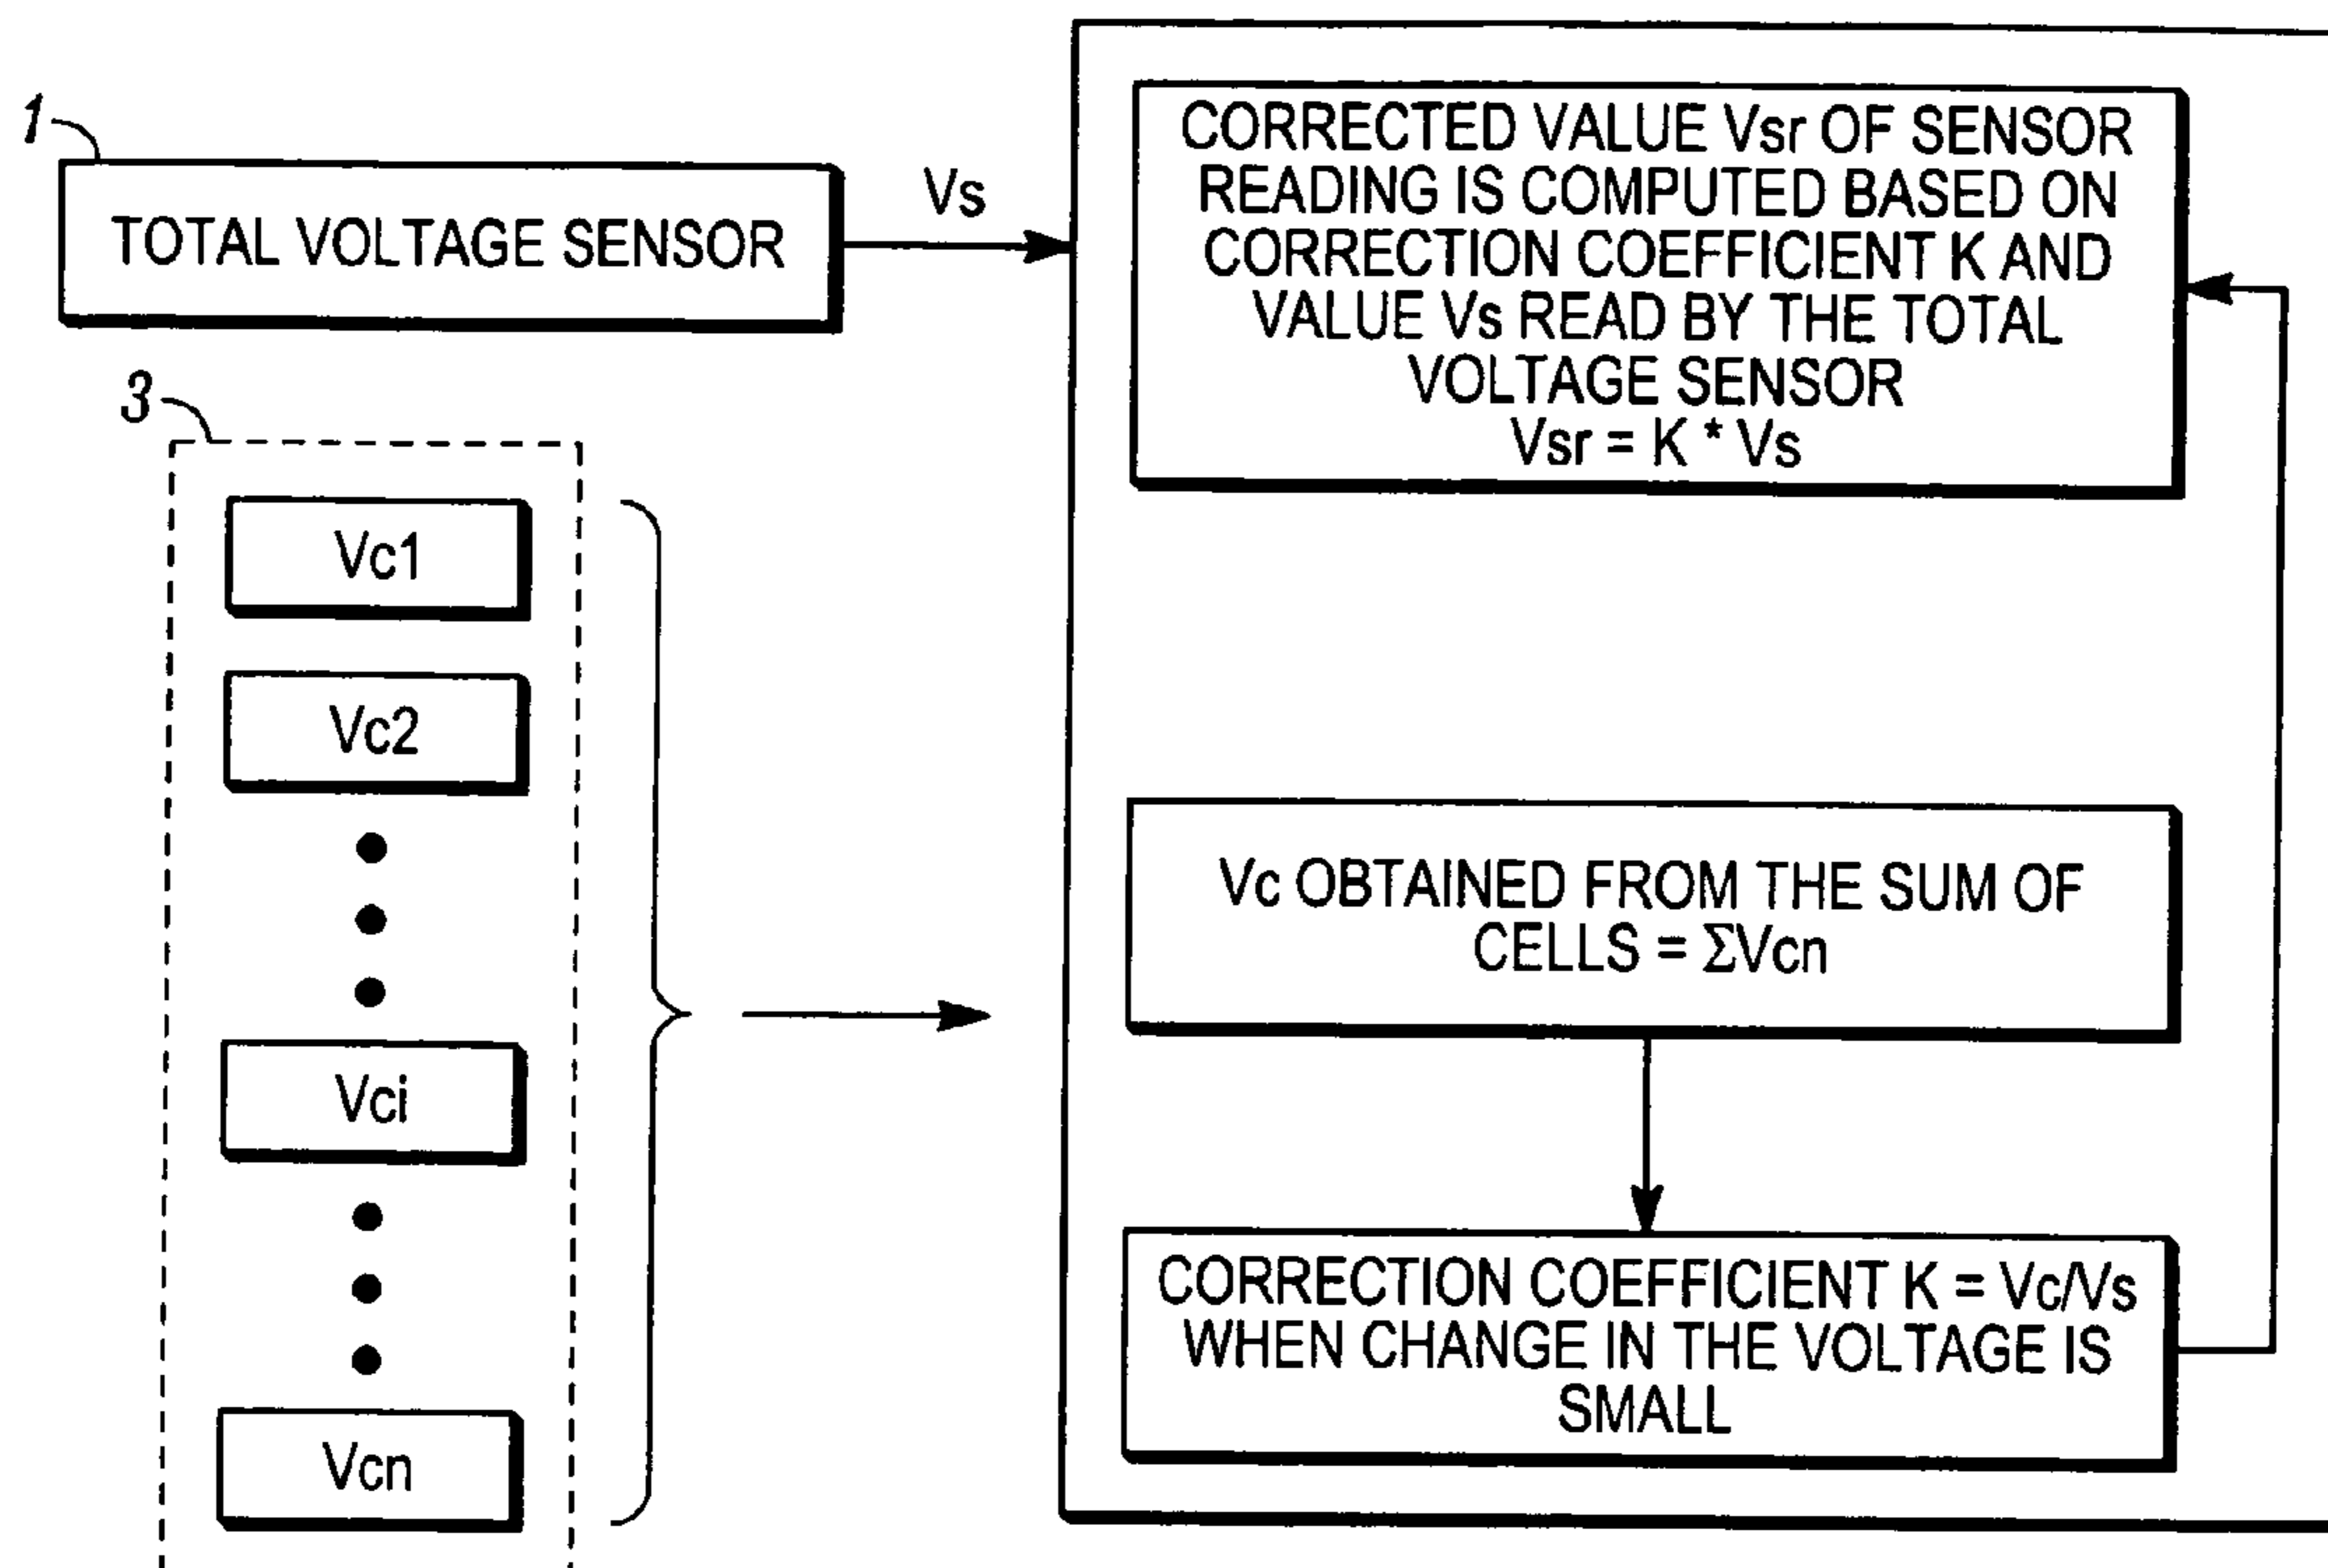 1
TOTAL VOLTAGE SENSOR
Vs
3
Vc1
Vc2
Vci
Vcn
CORRECTED VALUE Vsr OF SENSOR
READING IS COMPUTED BASED ON
CORRECTION COEFFICIENT K AND
VALUE Vs READ BY THE TOTAL
VOLTAGE SENSOR
Vsr = K * Vs
Vc OBTAINED FROM THE SUM OF
CELLS = ΣVcn
CORRECTION COEFFICIENT K = Vc/Vs
WHEN CHANGE IN THE VOLTAGE IS
SMALL